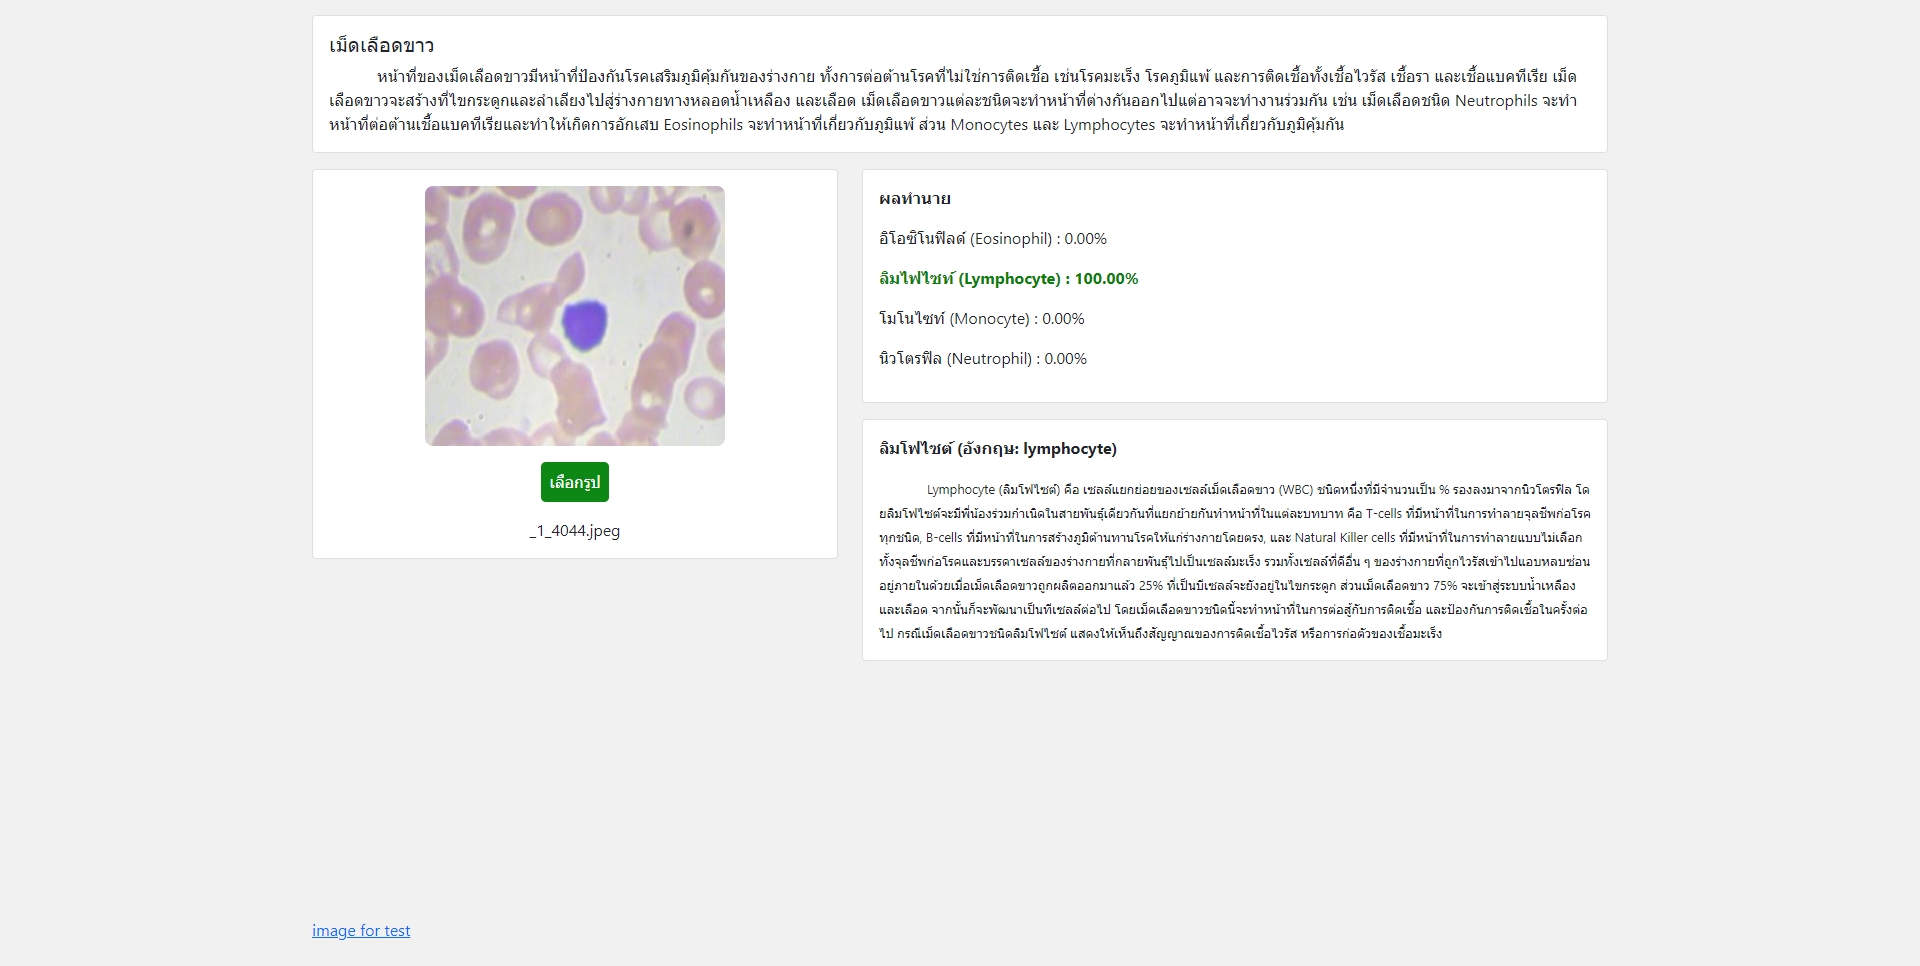 เม็ดเลือดขาว
หน้าที่ของเม็ดเลือดขาวมีหน้าที่ป้องกันโรคเสริมภูมิคุ้มกันของร่างกาย ทั้งการต่อต้านโรคที่ไม่ใช่การติดเชื้อ เช่นโรคมะเร็ง โรคภูมิแพ้ และการติดเชื้อทั้งเชื้อไวรัส เชื้อรา และเชื้อแบคทีเรีย เม็ด
เลือดขาวจะสร้างที่ไขกระดูกและลำเลียงไปสู่ร่างกายทางหลอดน้ำเหลือง และเลือด เม็ดเลือดขาวแต่ละชนิดจะทำหน้าที่ต่างกันออกไปแต่อาจจะทำงานร่วมกัน เช่น เม็ดเลือดชนิด Neutrophils จะทำ
หน้าที่ต่อต้านเชื้อแบคทีเรียและทำให้เกิดการอักเสบ Eosinophils จะทำหน้าที่เกี่ยวกับภูมิแพ้ ส่วน Monocytes และ Lymphocytes จะทำหน้าที่เกี่ยวกับภูมิคุ้มกัน
เลือกรูป
_1_4044.jpeg
ผลทำนาย
อิโอซิโนฟิลด์ (Eosinophil) : 0.00%
ลิมไฟไซท์ (Lymphocyte) : 100.00%
โมโนไซท์ (Monocyte) : 0.00%
นิวโตรฟิล (Neutrophil) : 0.00%
ลิมโฟไซต์ (อังกฤษ: lymphocyte)
Lymphocyte (ลิมโฟไซต์) คือ เซลล์แยกย่อยของเซลล์เม็ดเลือดขาว (WBC) ชนิดหนึ่งที่มีจำนวนเป็น % รองลงมาจากนิวโตรฟิล โด
ยลิมโฟไซต์จะมีพี่น้องร่วมกำเนิดในสายพันธุ์เดียวกันที่แยกย้ายกันทำหน้าที่ในแต่ละบทบาท คือ T-cells ที่มีหน้าที่ในการทำลายจุลชีพก่อโรค
ทุกชนิด, B-cells ที่มีหน้าที่ในการสร้างภูมิต้านทานโรคให้แก่ร่างกายโดยตรง, และ Natural Killer cells ที่มีหน้าที่ในการทำลายแบบไม่เลือก
ทั้งจุลชีพก่อโรคและบรรดาเซลล์ของร่างกายที่กลายพันธุ์ไปเป็นเซลล์มะเร็ง รวมทั้งเซลล์ที่ดีอื่น ๆ ของร่างกายที่ถูกไวรัสเข้าไปแอบหลบซ่อน
อยู่ภายในด้วยเมื่อเม็ดเลือดขาวถูกผลิตออกมาแล้ว 25% ที่เป็นบีเซลล์จะยังอยู่ในไขกระดูก ส่วนเม็ดเลือดขาว 75% จะเข้าสู่ระบบน้ำเหลือง
และเลือด จากนั้นก็จะพัฒนาเป็นทีเซลล์ต่อไป โดยเม็ดเลือดขาวชนิดนี้จะทำหน้าที่ในการต่อสู้กับการติดเชื้อ และป้องกันการติดเชื้อในครั้งต่อ
ไป กรณีเม็ดเลือดขาวชนิดลิมโฟไซต์ แสดงให้เห็นถึงสัญญาณของการติดเชื้อไวรัส หรือการก่อตัวของเชื้อมะเร็ง
image for test